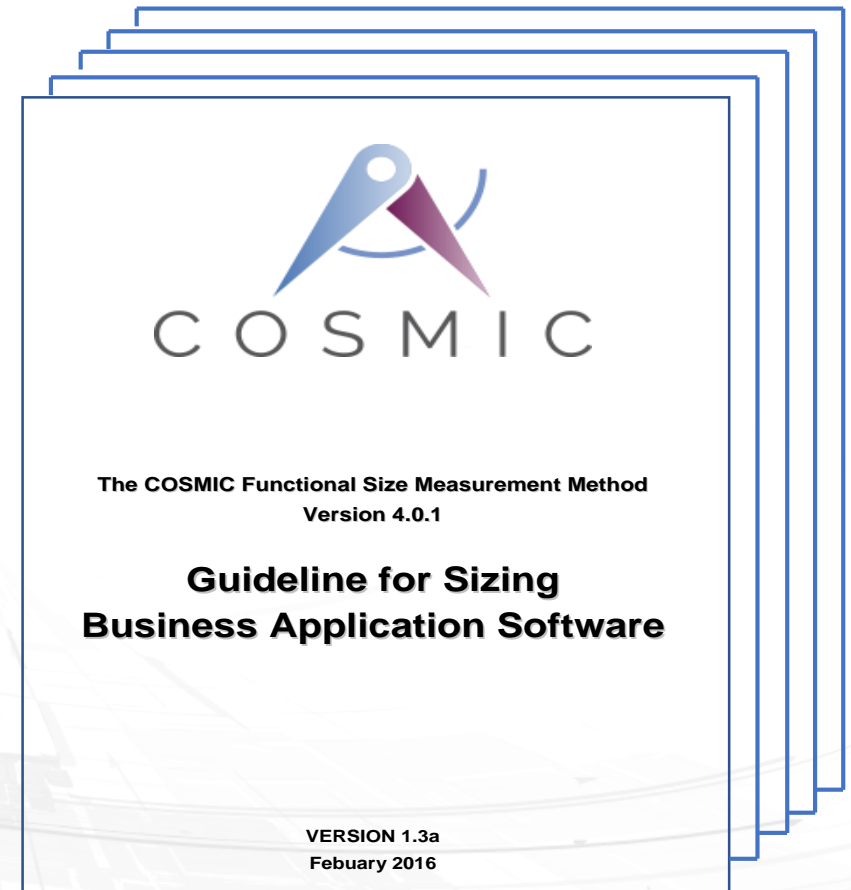 COSMIC
The COSMIC Functional Size Measurement Method
Version 4.0.1
Guideline for Sizing
Business Application Software
VERSION 1.3a
Febuary 2016